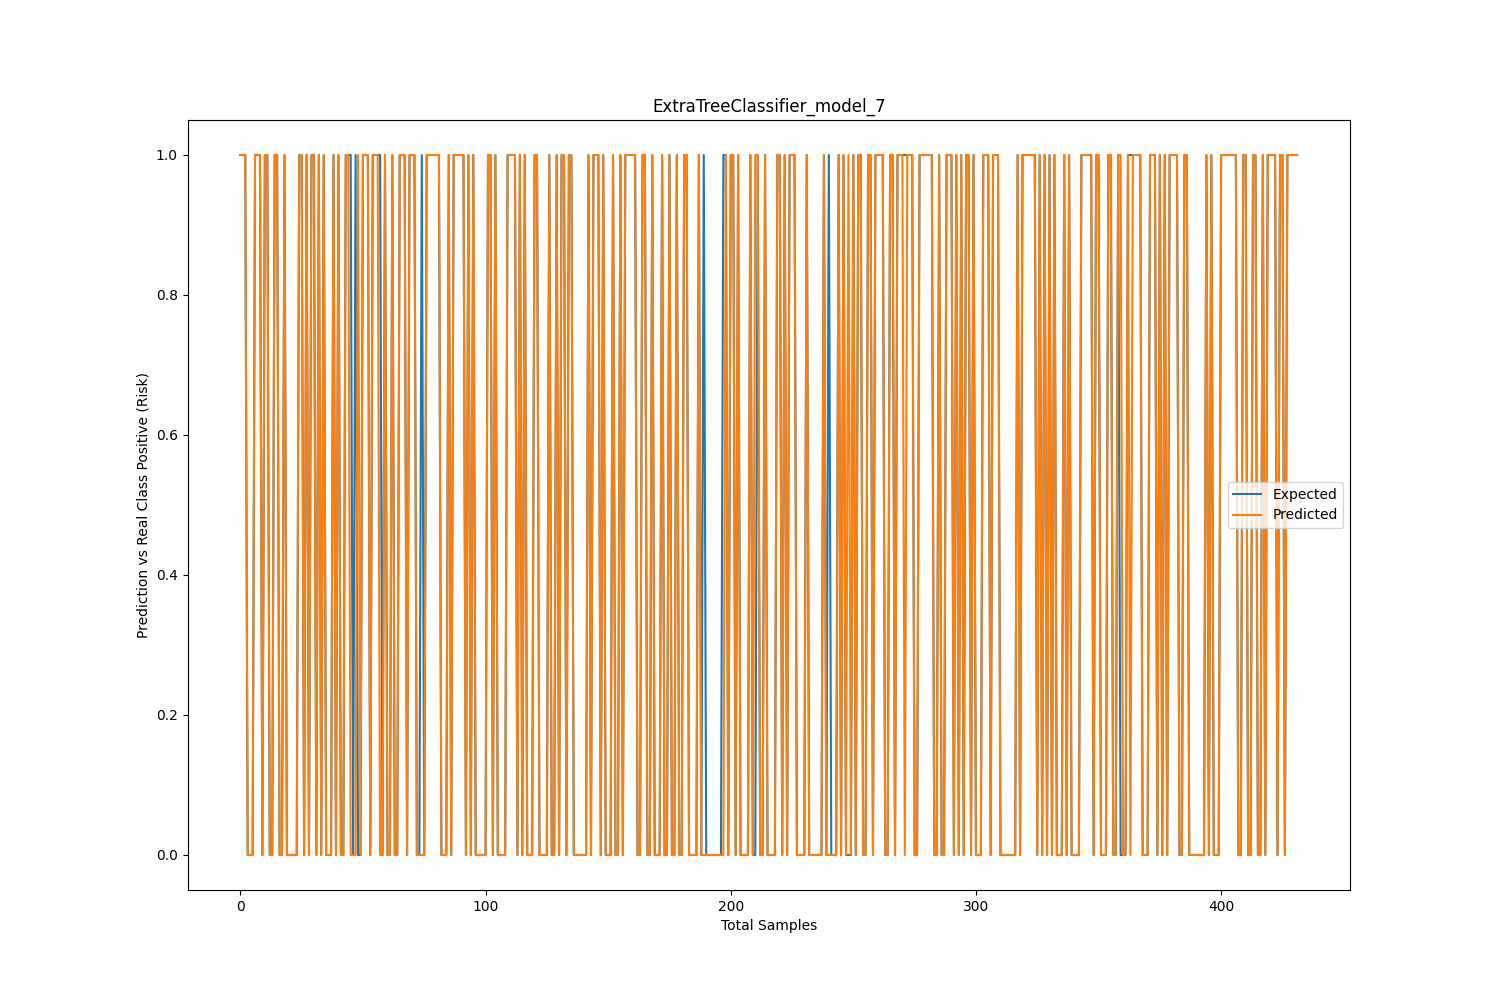 ExtraTreeClassifier_model_7
Prediction vs Real Class Positive (Risk)
1.0
0.8
0.6
0.4
0.2
0.0
Expected
Predicted
0
100
200
300
400
Total Samples